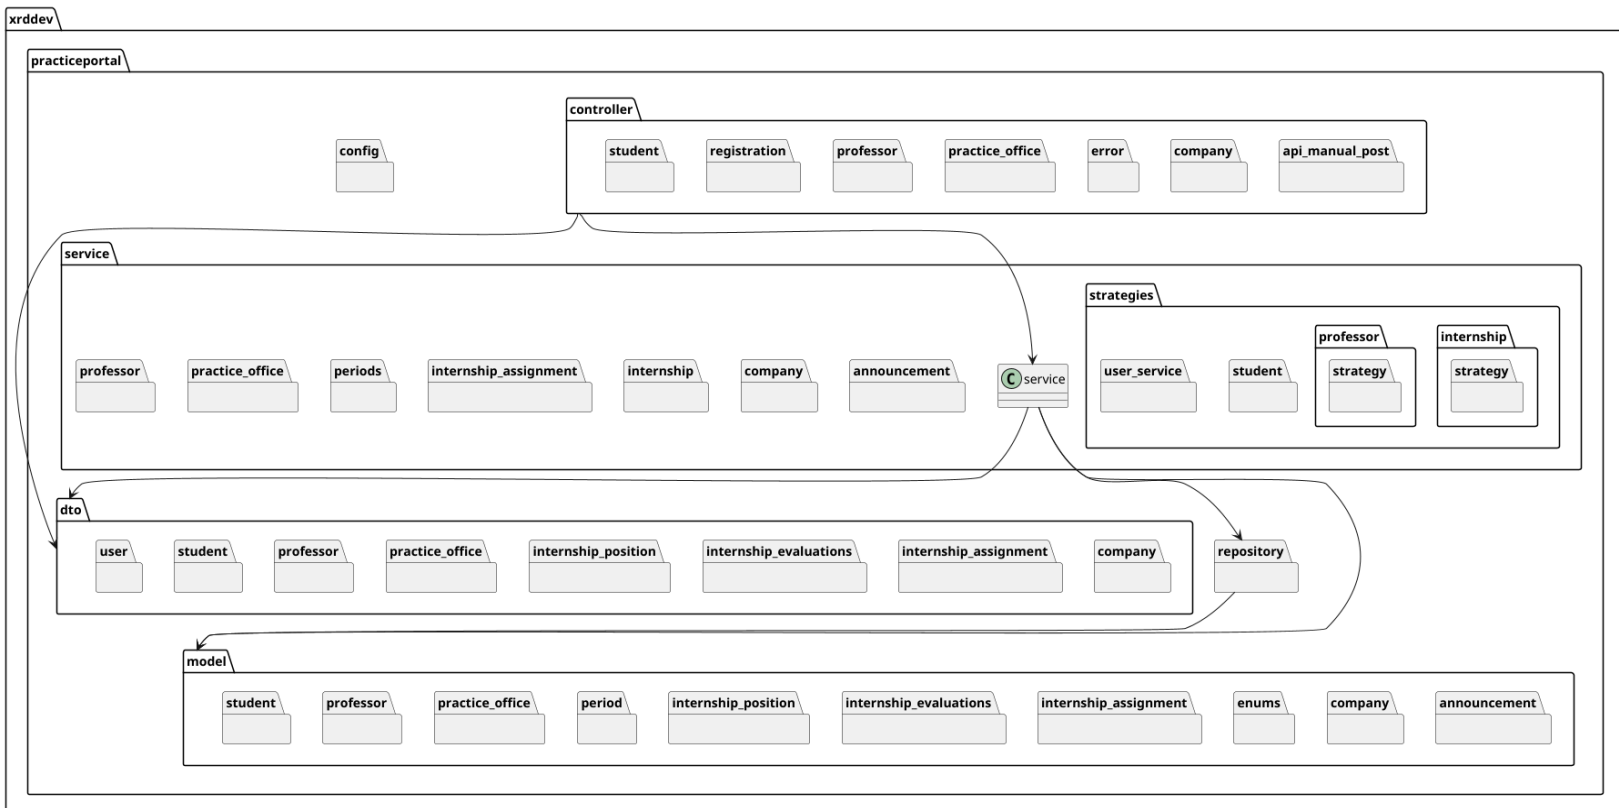 xrddev
practiceportal
controller
config
student registration professor practice_office error company api_manual_post
service
strategies
professor internship
professor practice_office periods internship_assignment internship company announcement C service user_service student strategy strategy
dto
user student professor practice_office internship_position internship_evaluations internship_assignment company repository
model
student professor practice_office period internship_position internship_evaluations internship_assignment enums company announcement